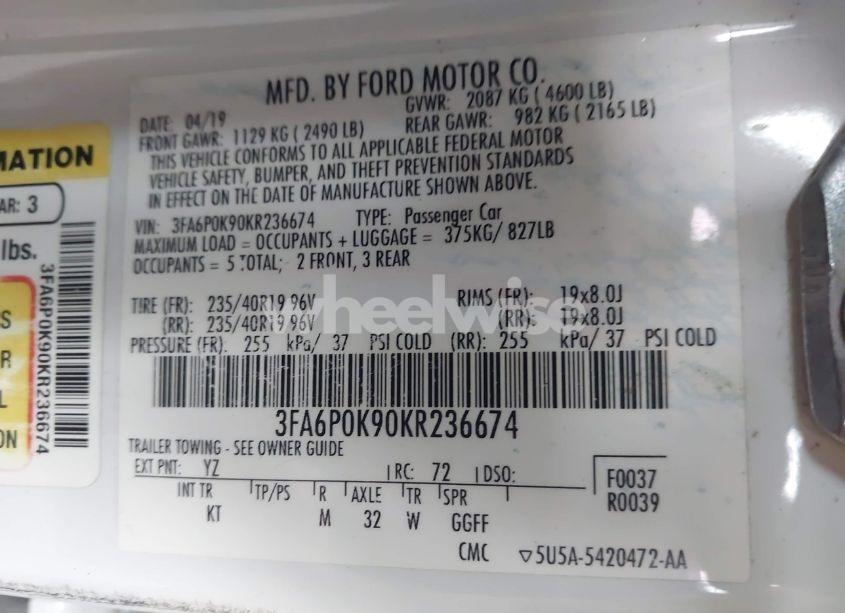 MFD. BY FORD MOTOR CO.
DATE: 04/19
GVWR: 2087 KG ( 4600 LB)
FRONT GAWR: 1129 KG ( 2490 LB)
REAR GAWR: 982 KG ( 2165 LB)
THIS VEHICLE CONFORMS TO ALL APPLICABLE FEDERAL MOTOR
VEHICLE SAFETY, BUMPER, AND THEFT PREVENTION STANDARDS
IN EFFECT ON THE DATE OF MANUFACTURE SHOWN ABOVE.
VIN: 3FA6P0K90KR236674 TYPE: Passenger Car
MAXIMUM LOAD = OCCUPANTS + LUGGAGE = 375KG/ 827LB
OCCUPANTS = 5 TOTAL; 2 FRONT, 3 REAR
TIRE (FR): 235/40R19 96V RIMS (FR): 19x8.0J
(RR): 235/40R19 96V (RR): 19x8.0J
wheelwise
PRESSURE (FR): 255 kPa/ 37 PSI COLD (RR): 255 kPa/ 37 PSI COLD
3FA6P0K90KR236674
TRAILER TOWING - SEE OWNER GUIDE
EXT PNT: YZ RC: 72 DSO:
F0037
R0039
INT TR TP/PS R AXLE TR SPR
KT M 32 W GGFF
CMC ▽5U5A-5420472-AA
MATION
AR: 3
lbs.
S
R
L
ON
3FA6P0K90KR236674